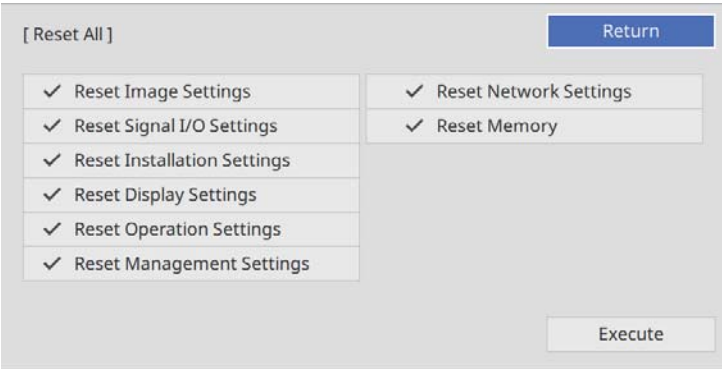 [ Reset All ]
Return
Reset Image Settings
Reset Signal I/O Settings
Reset Installation Settings
Reset Display Settings
Reset Operation Settings
Reset Management Settings
Reset Network Settings
Reset Memory
Execute